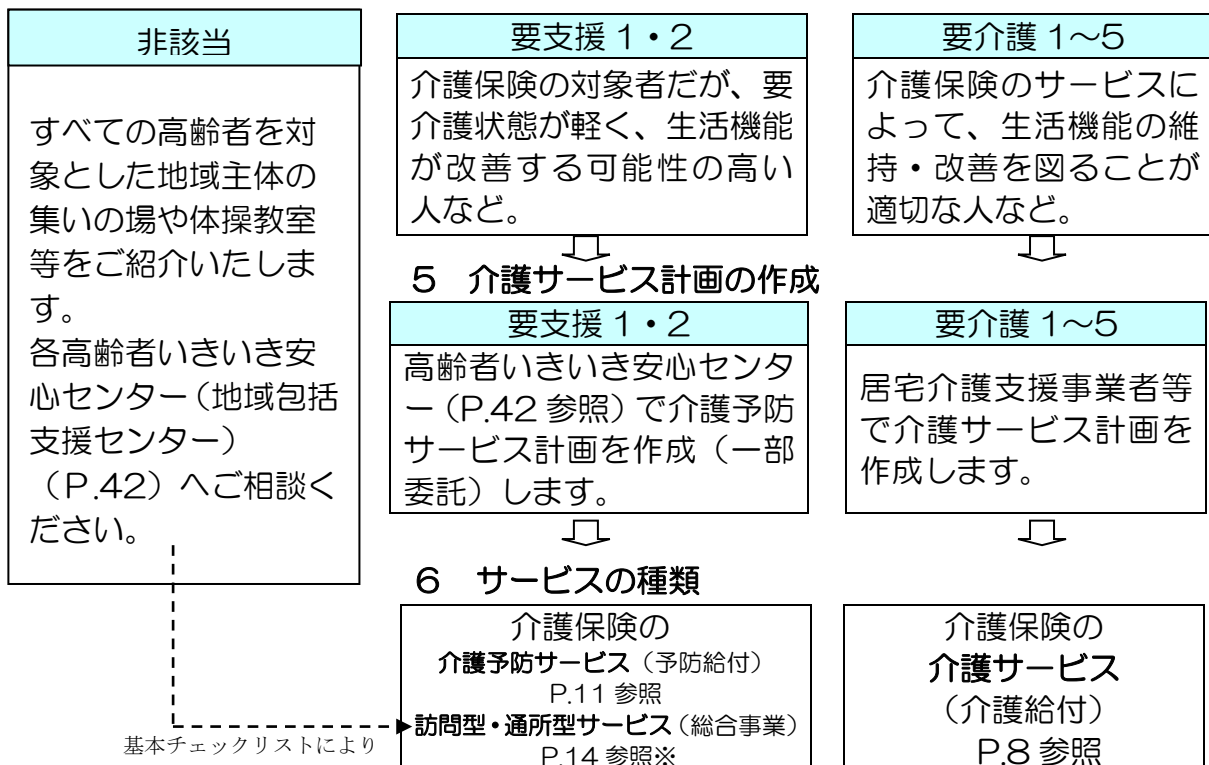 非該当
すべての高齢者を対
象とした地域主体の
集いの場や体操教室
等をご紹介いたしま
す。
各高齢者いきいき安
心センター（地域包括
支援センター）
（P.42）へご相談く
ださい。
要支援1・2
介護保険の対象者だが、要
介護状態が軽く、生活機能
が改善する可能性の高い
人など。
要介護1～5
介護保険のサービスに
よって、生活機能の維
持・改善を図ることが
適切な人など。
5 介護サービス計画の作成
要支援1・2
高齢者いきいき安心センタ
ー（P.42 参照）で介護予防
サービス計画を作成（一部
委託）します。
要介護1～5
居宅介護支援事業者等
で介護サービス計画を
作成します。
6 サービスの種類
介護保険の
介護予防サービス（予防給付）
P.11 参照
訪問型・通所型サービス（総合事業）
P.14 参照※
基本チェックリストにより
介護保険の
介護サービス
（介護給付）
P.8 参照